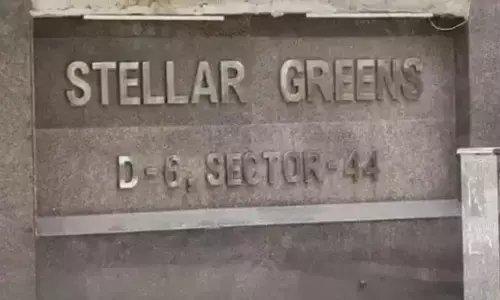 STELLAR GREENS
D-6, SECTOR-44